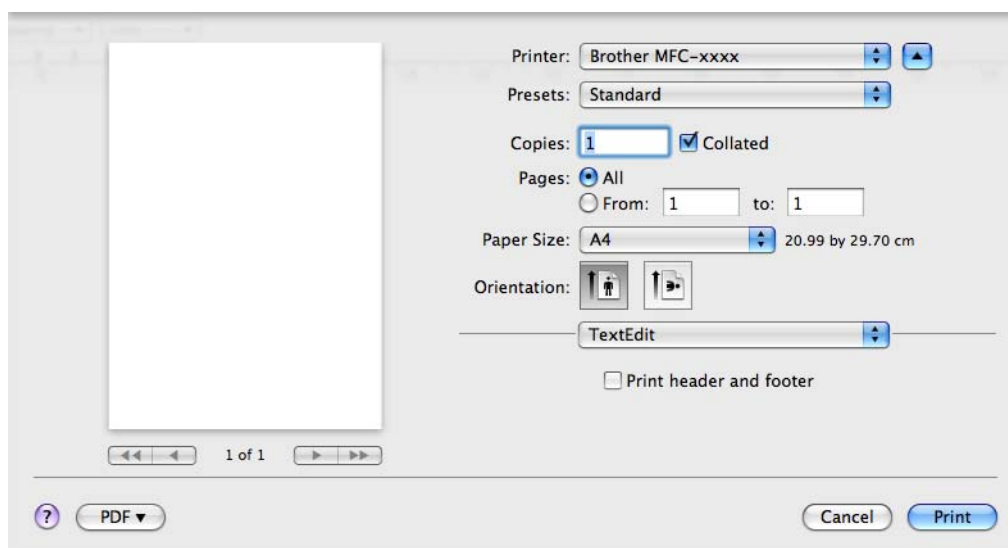 Printer: Brother MFC-xxxx
Presets: Standard
Copies: 1 Collated
Pages: All
From: 1 to: 1
Paper Size: A4 20.99 by 29.70 cm
Orientation:
TextEdit
Print header and footer
1 of 1
? PDF ▼ Cancel Print